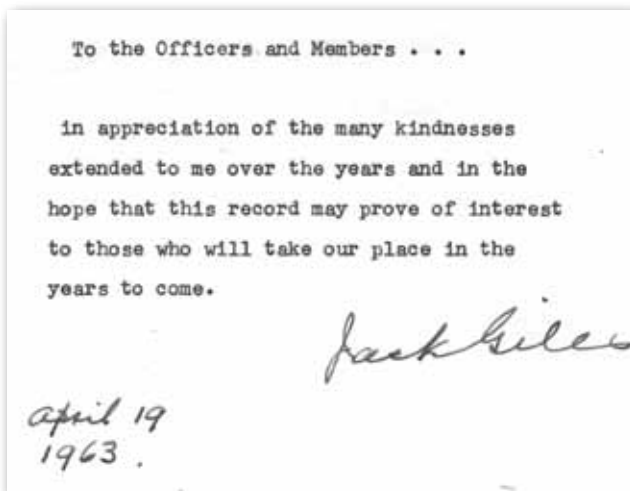 To the Officers and Members . . .
in appreciation of the many kindnesses
extended to me over the years and in the
hope that this record may prove of interest
to those who will take our place in the
years to come.
Jack Giles
April 19
1963.